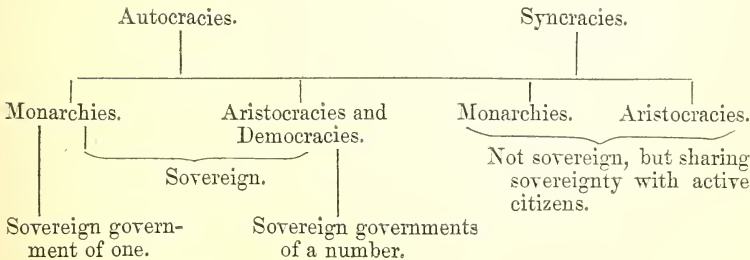 Autocracies. Syncracies.
Monarchies. Aristocracies and Monarchies. Aristocracies.
Democracies.
Sovereign.
Not sovereign, but sharing
sovereignty with active
citizens.
Sovereign govern-
ment of one.
Sovereign governments
of a number.